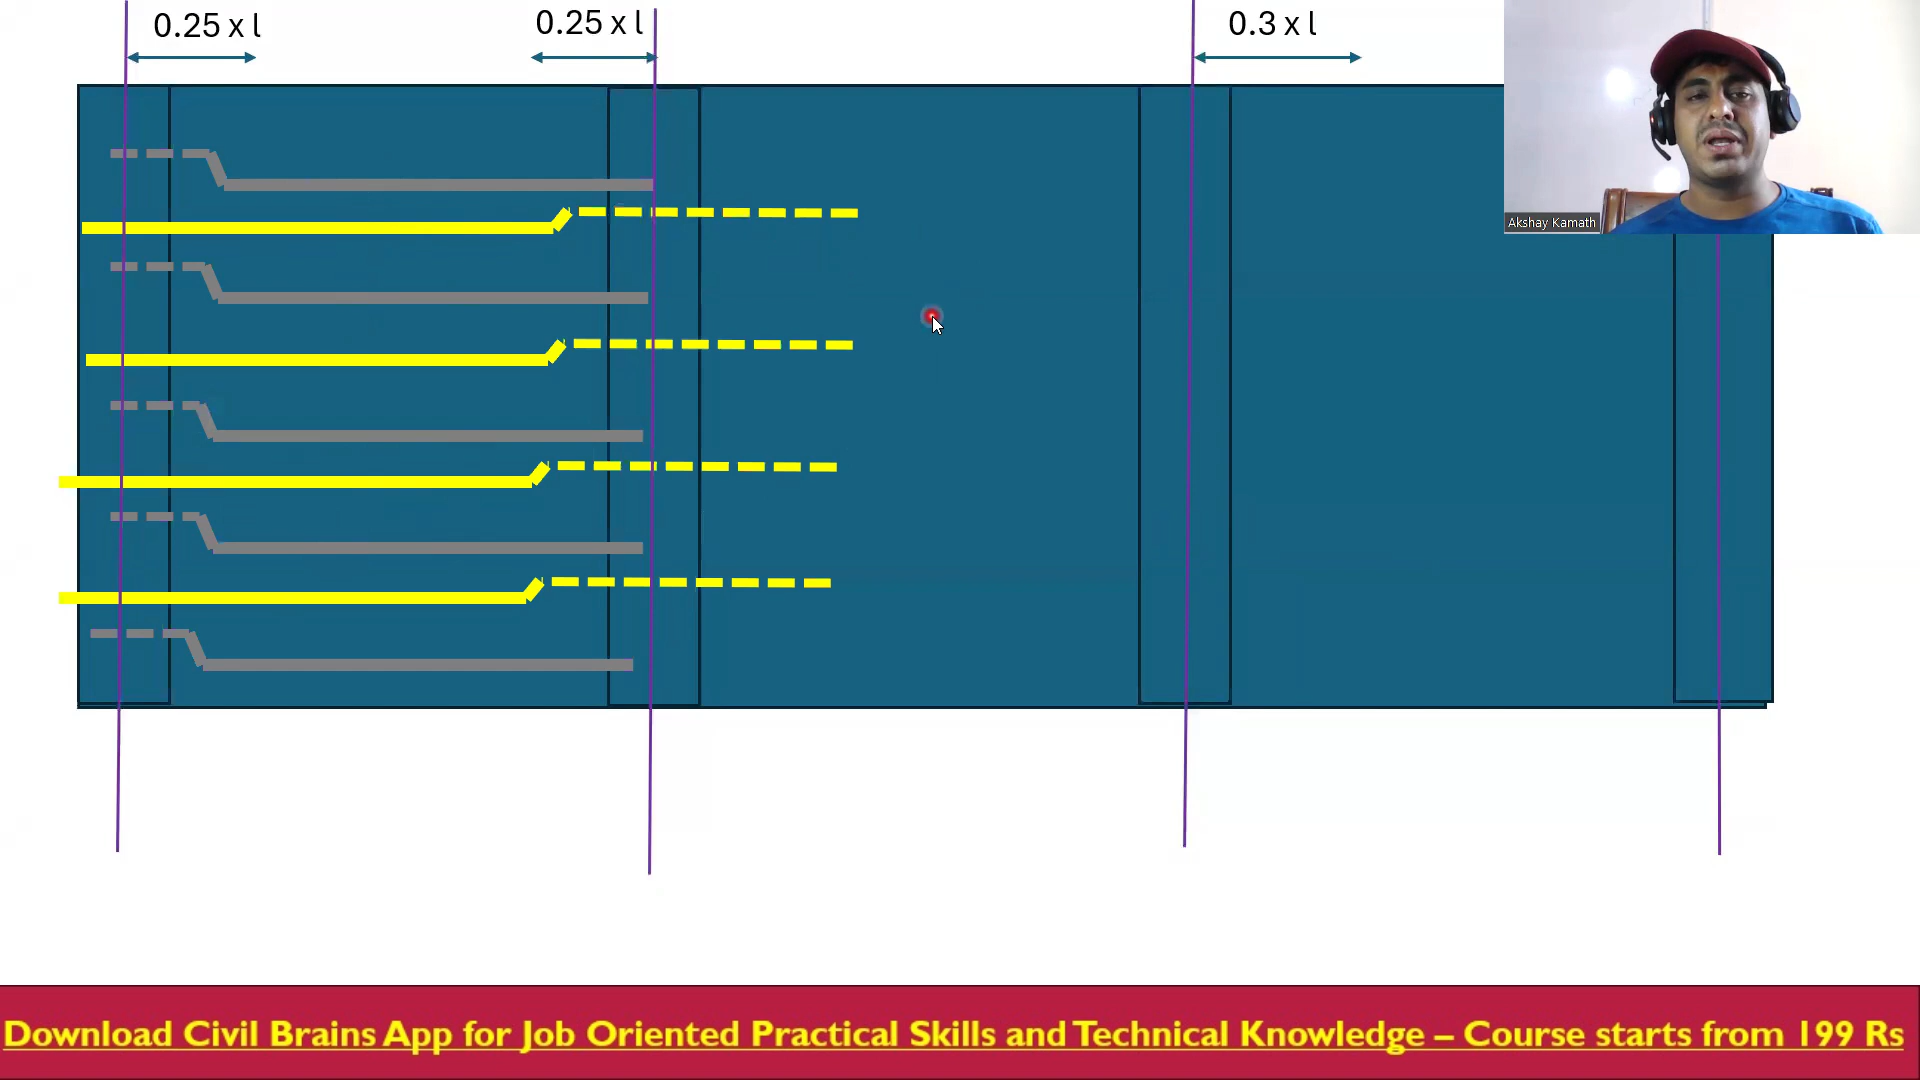 0.25 x l
0.25 x l
0.3 x l
Akshay Kamath
Download Civil Brains App for Job Oriented Practical Skills and Technical Knowledge – Course starts from 199 Rs